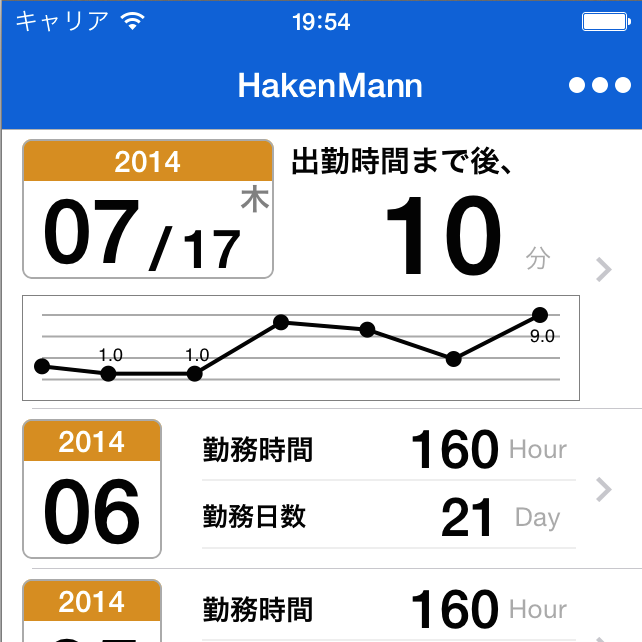 キャリア 19:54
HakenMann
2014
07/17 木
出勤時間まで後、
10 分
1.0 1.0 9.0
2014
06
勤務時間 160 Hour
勤務日数 21 Day
2014
勤務時間 160 Hour